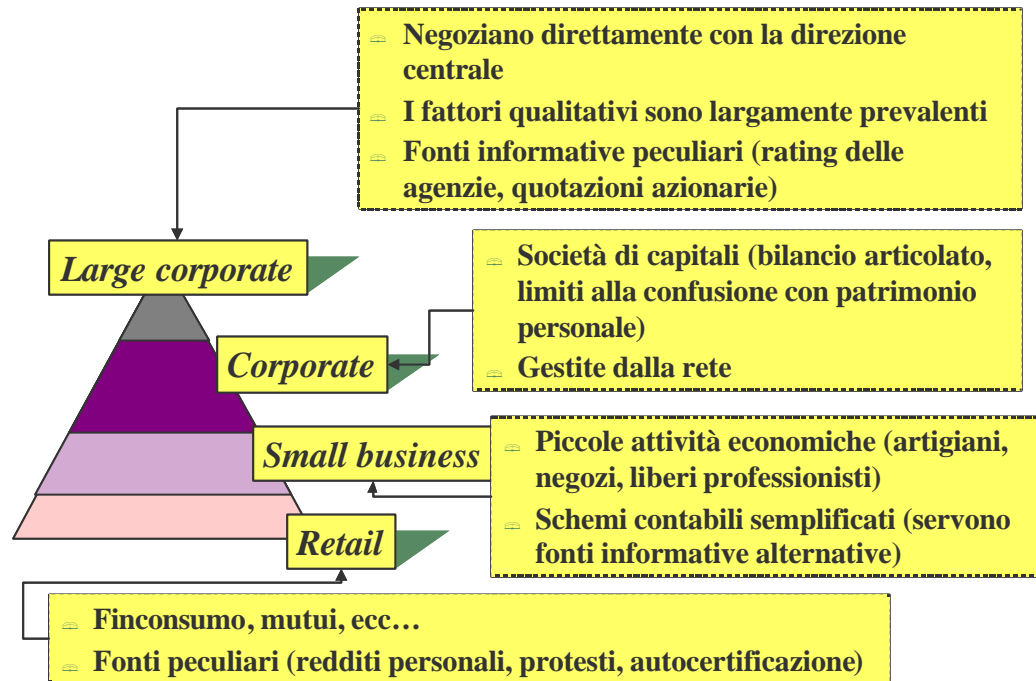 Negoziano direttamente con la direzione
centrale
I fattori qualitativi sono largamente prevalenti
Fonti informative peculiari (rating delle
agenzie, quotazioni azionarie)
Large corporate
Società di capitali (bilancio articolato,
limiti alla confusione con patrimonio
personale)
Gestite dalla rete
Corporate
Piccole attività economiche (artigiani,
negozi, liberi professionisti)
Schemi contabili semplificati (servono
fonti informative alternative)
Small business
Retail
Finconsumo, mutui, ecc…
Fonti peculiari (redditi personali, protesti, autocertificazione)